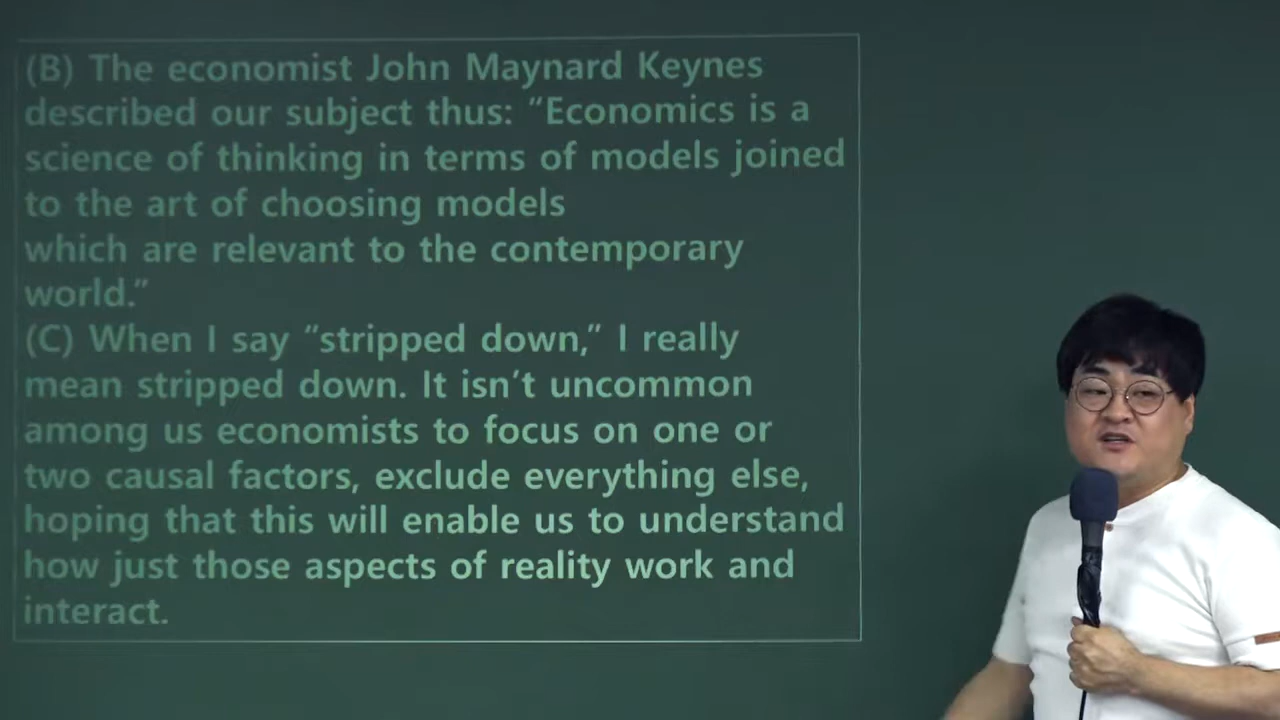 (B) The economist John Maynard Keynes
described our subject thus: “Economics is a
science of thinking in terms of models joined
to the art of choosing models
which are relevant to the contemporary
world.”
(C) When I say “stripped down,” I really
mean stripped down. It isn’t uncommon
among us economists to focus on one or
two causal factors, exclude everything else,
hoping that this will enable us to understand
how just those aspects of reality work and
interact.